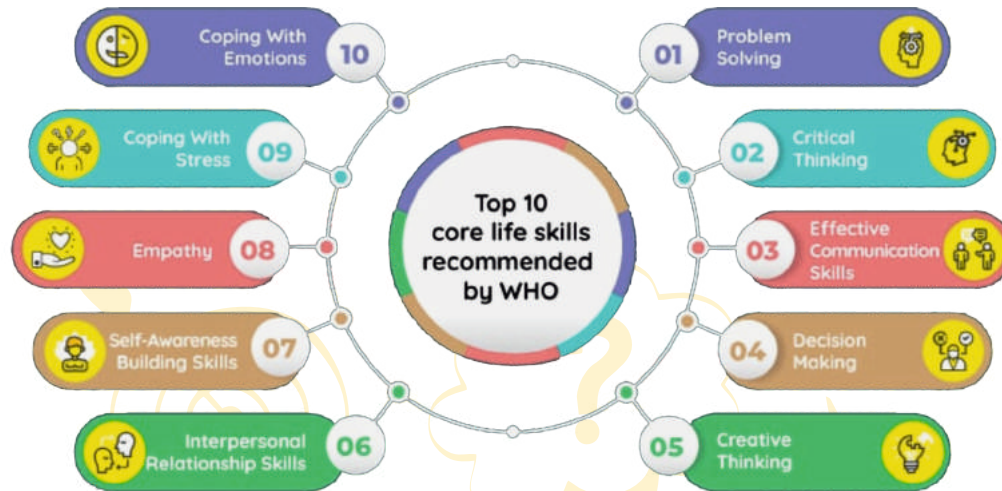 Top 10
core life skills
recommended
by WHO
01
Problem
Solving
02
Critical
Thinking
03
Effective
Communication
Skills
04
Decision
Making
05
Creative
Thinking
06
Interpersonal
Relationship Skills
07
Self-Awareness
Building Skills
08
Empathy
09
Coping With
Stress
10
Coping With
Emotions